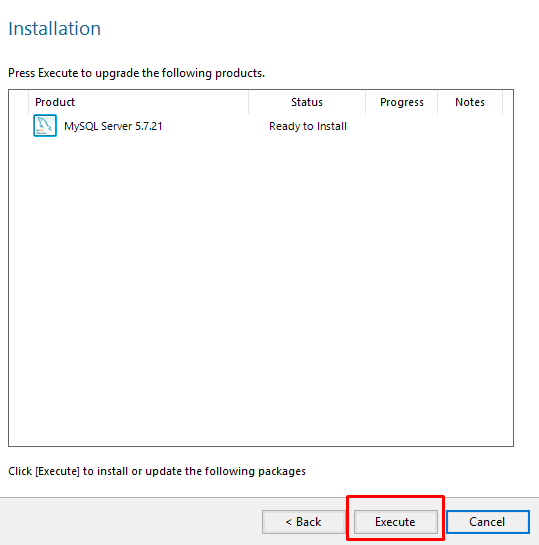 Installation
Press Execute to upgrade the following products.
Product Status Progress Notes
MySQL Server 5.7.21 Ready to Install
Click [Execute] to install or update the following packages
< Back Execute Cancel